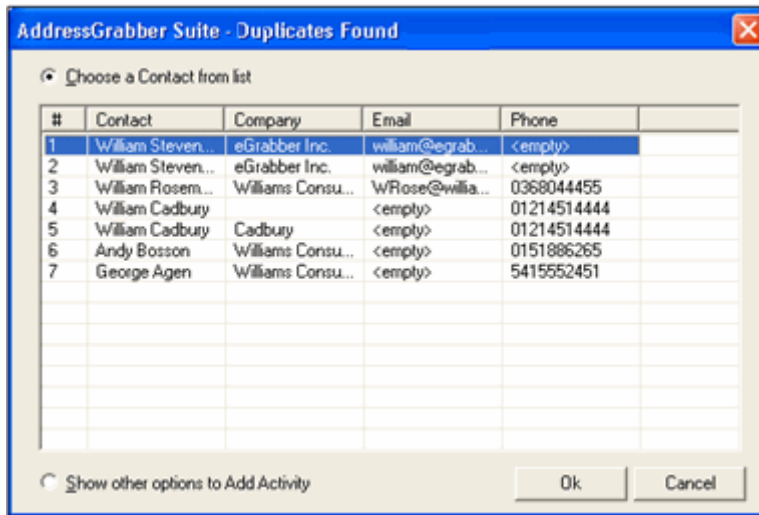 AddressGrabber Suite - Duplicates Found
Choose a Contact from list
# Contact Company Email Phone
1 William Steven... eGrabber Inc. william@egrab... <empty>
2 William Steven... eGrabber Inc. william@egrab... <empty>
3 William Rosem... Williams Consu... WRose@willia... 0368044455
4 William Cadbury <empty> 01214514444
5 William Cadbury Cadbury <empty> 01214514444
6 Andy Bosson Williams Consu... <empty> 0151886265
7 George Agen Williams Consu... <empty> 5415552451
Show other options to Add Activity Ok Cancel